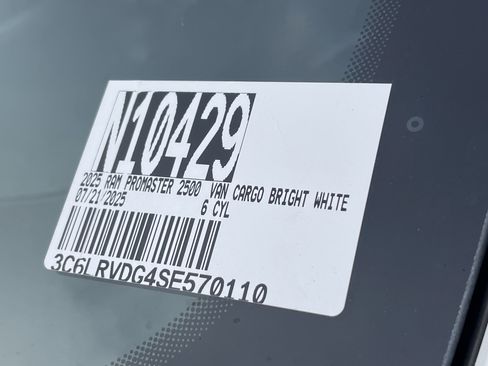 N10429
2025 RAM PROMASTER 2500 VAN CARGO BRIGHT WHITE
07/21/2025 6 CYL
3C6LRVDG4SE570110